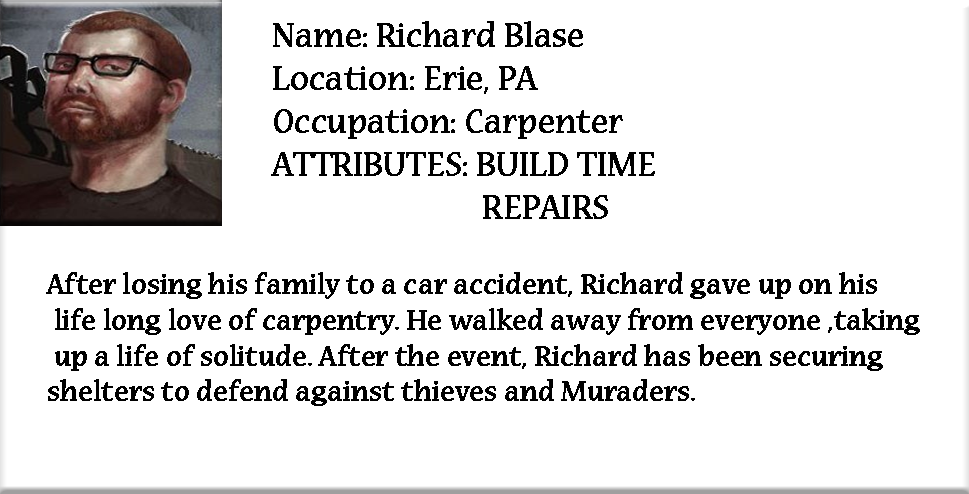 Name: Richard Blase
Location: Erie, PA
Occupation: Carpenter
ATTRIBUTES: BUILD TIME
REPAIRS
After losing his family to a car accident, Richard gave up on his
life long love of carpentry. He walked away from everyone ,taking
up a life of solitude. After the event, Richard has been securing
shelters to defend against thieves and Muraders.